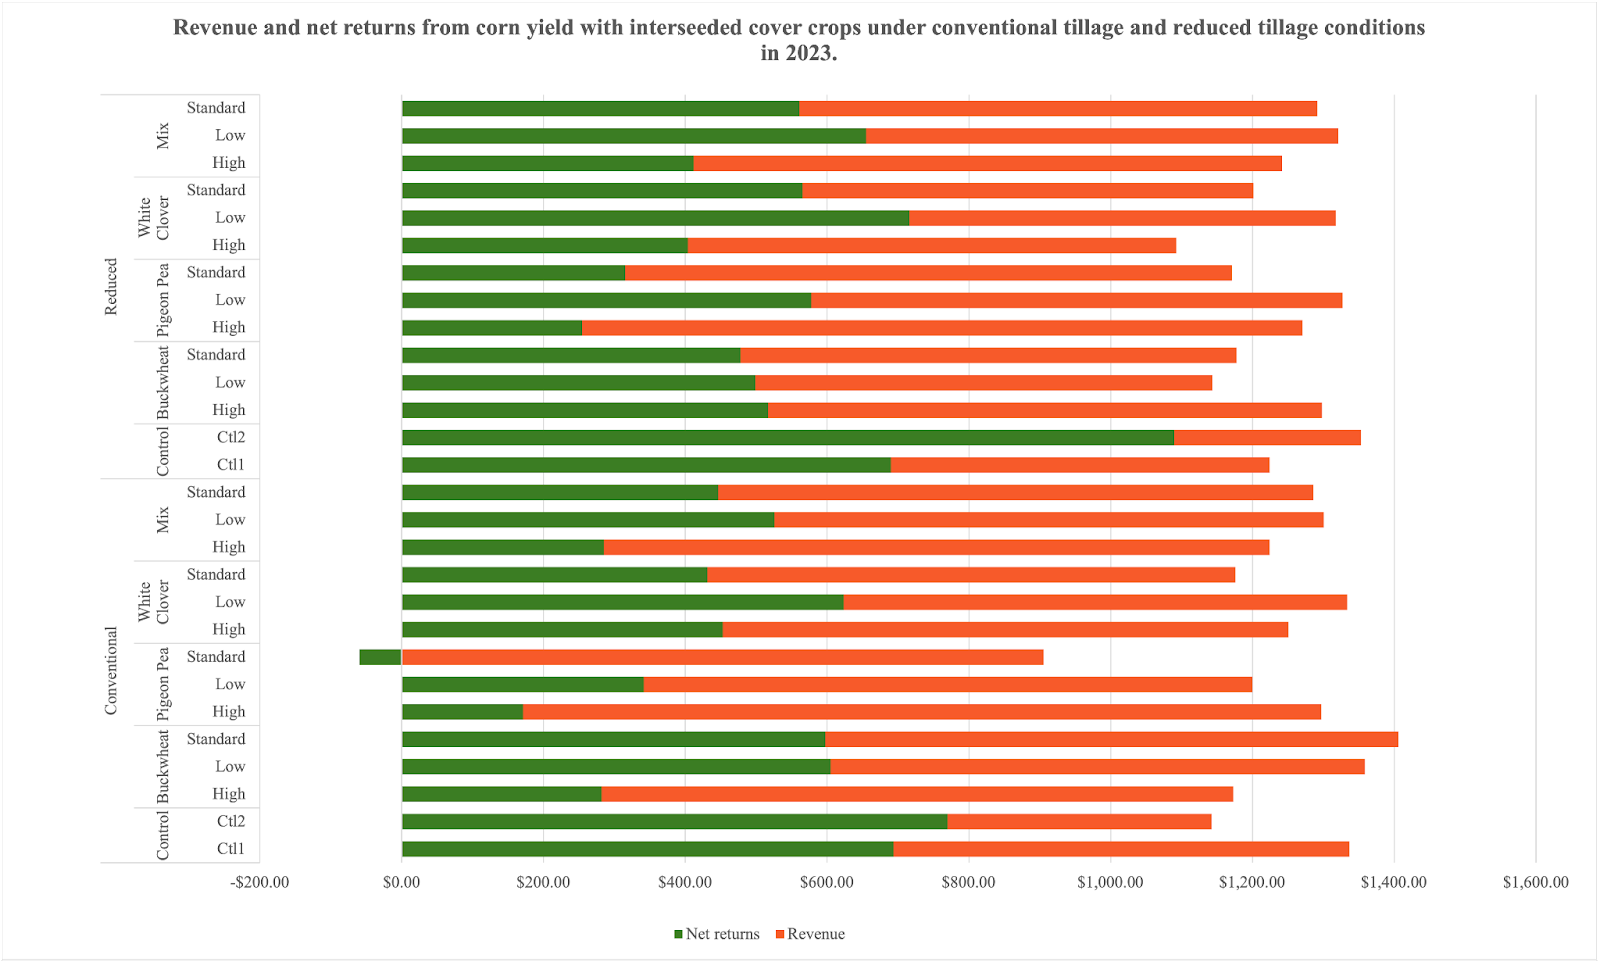 Revenue and net returns from corn yield with interseeded cover crops under conventional tillage and reduced tillage conditions
in 2023.
Reduced
Mix
Standard
Low
High
White
Clover
Standard
Low
High
Pigeon Pea
Standard
Low
High
Buckwheat
Standard
Low
High
Control
Ctl2
Ctl1
Conventional
Mix
Standard
Low
High
White
Clover
Standard
Low
High
Pigeon Pea
Standard
Low
High
Buckwheat
Standard
Low
High
Control
Ctl2
Ctl1
-$200.00 $0.00 $200.00 $400.00 $600.00 $800.00 $1,000.00 $1,200.00 $1,400.00 $1,600.00
Net returns Revenue